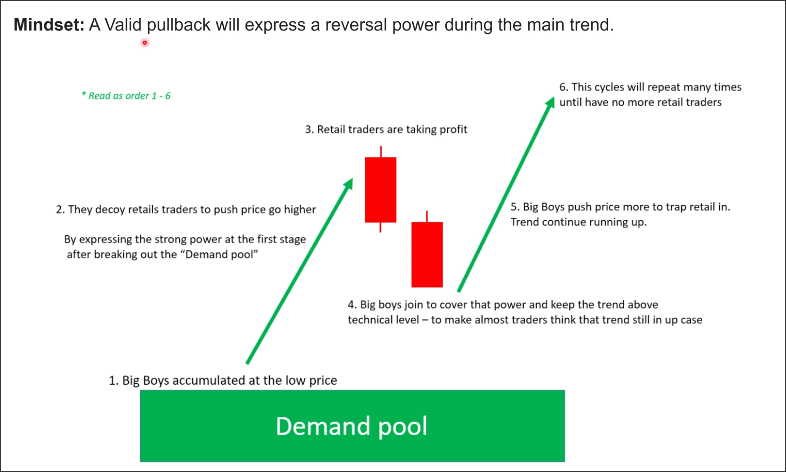 Mindset: A Valid pullback will express a reversal power during the main trend.
* Read as order 1 - 6
1. Big Boys accumulated at the low price
2. They decoy retails traders to push price go higher
By expressing the strong power at the first stage
after breaking out the “Demand pool”
3. Retail traders are taking profit
4. Big boys join to cover that power and keep the trend above
technical level – to make almost traders think that trend still in up case
5. Big Boys push price more to trap retail in.
Trend continue running up.
6. This cycles will repeat many times
until have no more retail traders
Demand pool